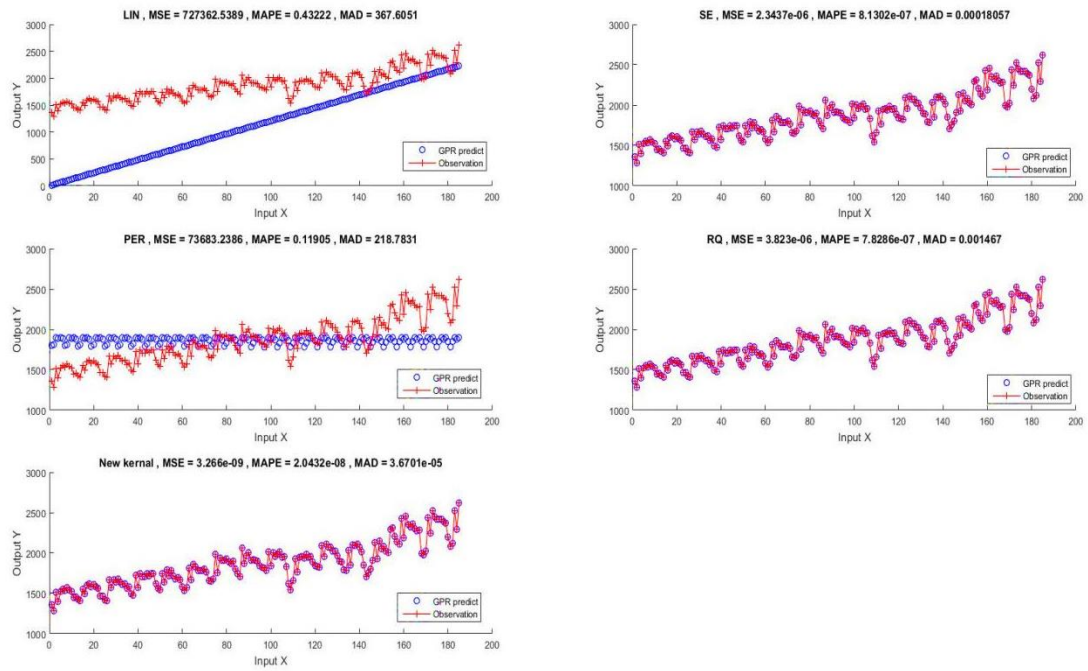 LIN , MSE = 727362.5389 , MAPE = 0.43222 , MAD = 367.6051
3000
2500
2000
1500
1000
500
0
Output Y
GPR predict
Observation
0 20 40 60 80 100 120 140 160 180 200
Input X
SE , MSE = 2.3437e-06 , MAPE = 8.1302e-07 , MAD = 0.00018057
3000
2500
2000
1500
1000
Output Y
GPR predict
Observation
0 20 40 60 80 100 120 140 160 180 200
Input X
PER , MSE = 73683.2386 , MAPE = 0.11905 , MAD = 218.7831
3000
2500
2000
1500
1000
Output Y
GPR predict
Observation
0 20 40 60 80 100 120 140 160 180 200
Input X
RQ , MSE = 3.823e-06 , MAPE = 7.8286e-07 , MAD = 0.001467
3000
2500
2000
1500
1000
Output Y
GPR predict
Observation
0 20 40 60 80 100 120 140 160 180 200
Input X
New kernal , MSE = 3.266e-09 , MAPE = 2.0432e-08 , MAD = 3.6701e-05
3000
2500
2000
1500
1000
Output Y
GPR predict
Observation
0 20 40 60 80 100 120 140 160 180 200
Input X